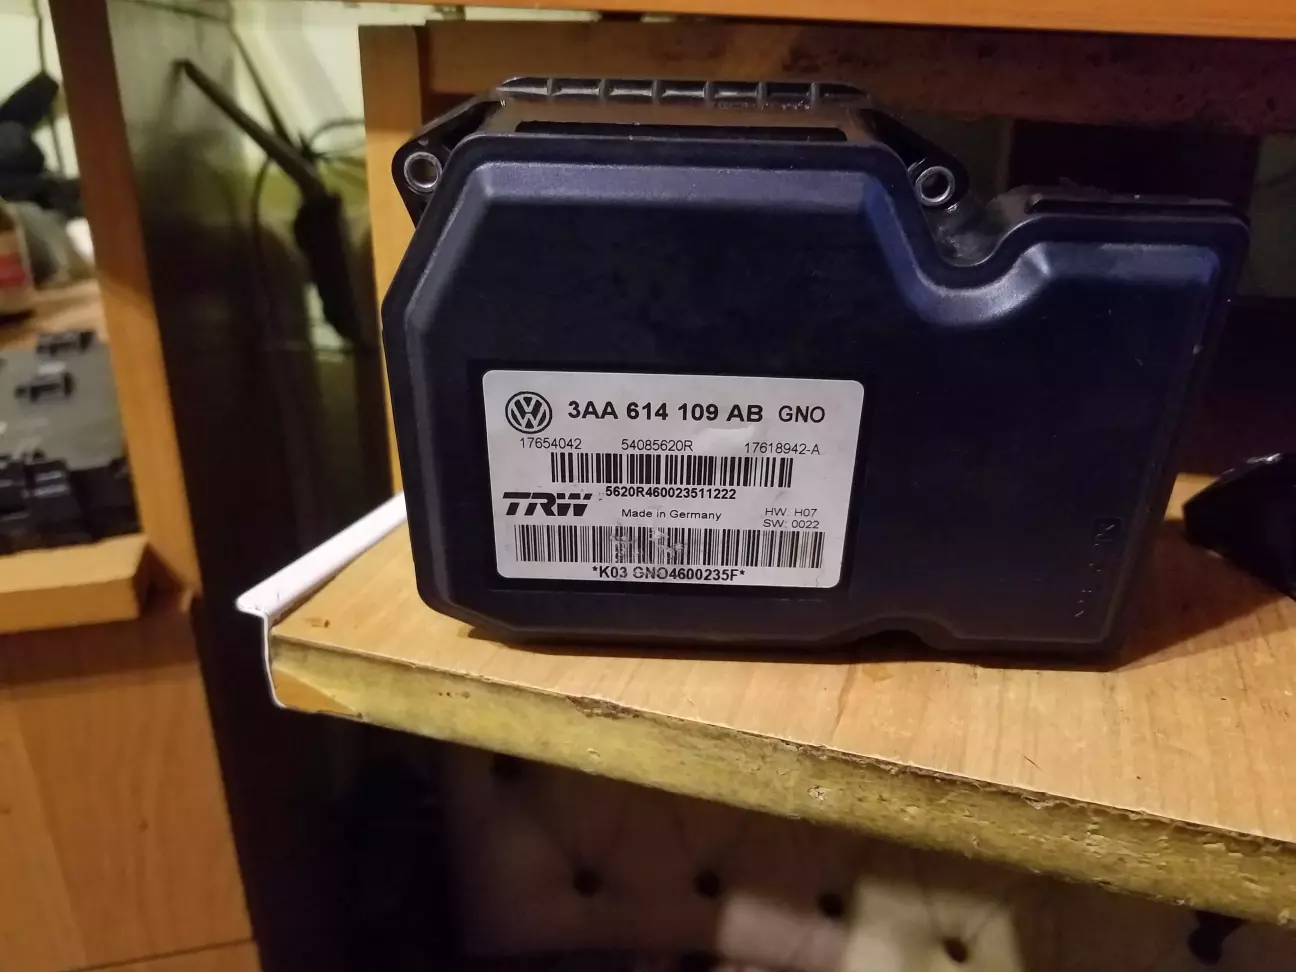 3AA 614 109 AB GNO
17654042 54085620R 17618942-A
5620R460023511222
TRW Made in Germany HW: H07
SW: 0022
*K03 GNO4600235F*